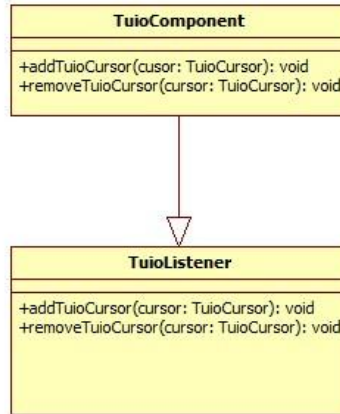 TuioComponent
+addTuioCursor(cusor: TuioCursor): void
+removeTuioCursor(cursor: TuioCursor): void
TuioListener
+addTuioCursor(cursor: TuioCursor): void
+removeTuioCursor(cursor: TuioCursor): void